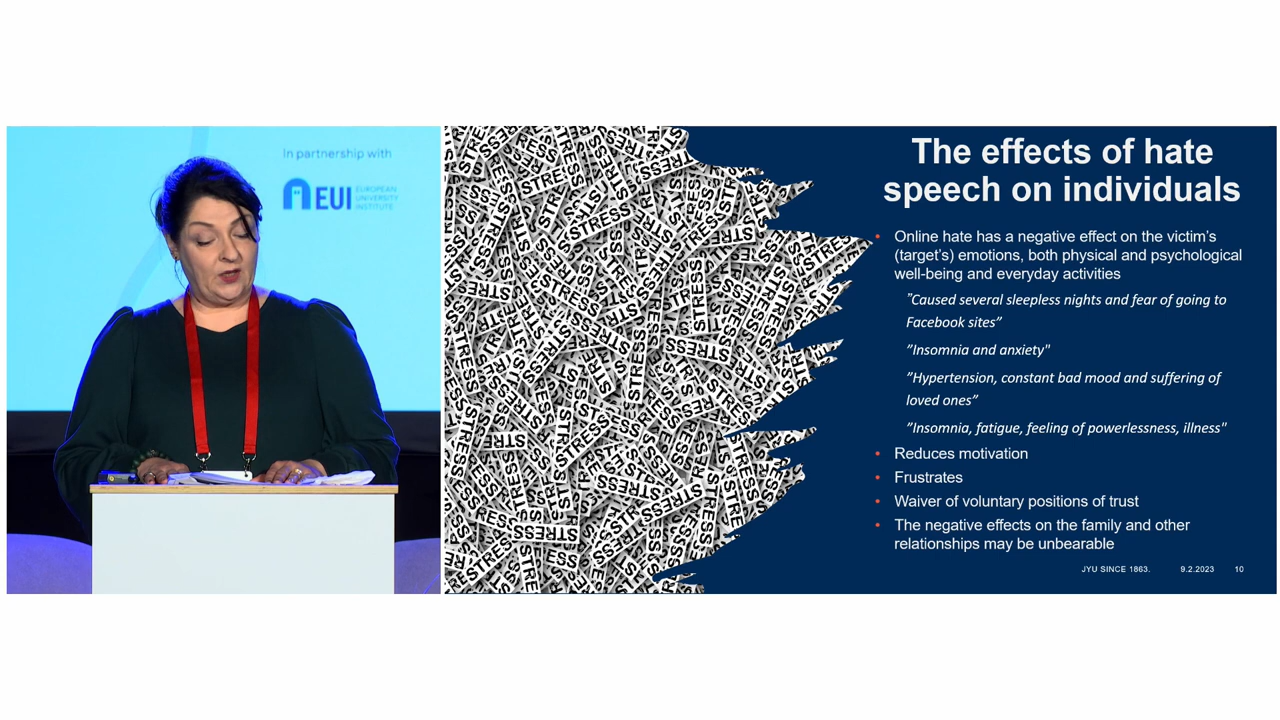 In partnership with
EUI EUROPEAN
UNIVERSITY
INSTITUTE
STRESS
The effects of hate
speech on individuals
• Online hate has a negative effect on the victim’s
(target’s) emotions, both physical and psychological
well-being and everyday activities
”Caused several sleepless nights and fear of going to
Facebook sites”
”Insomnia and anxiety"
”Hypertension, constant bad mood and suffering of
loved ones”
”Insomnia, fatigue, feeling of powerlessness, illness"
• Reduces motivation
• Frustrates
• Waiver of voluntary positions of trust
• The negative effects on the family and other
relationships may be unbearable
JYU SINCE 1863. 9.2.2023 10